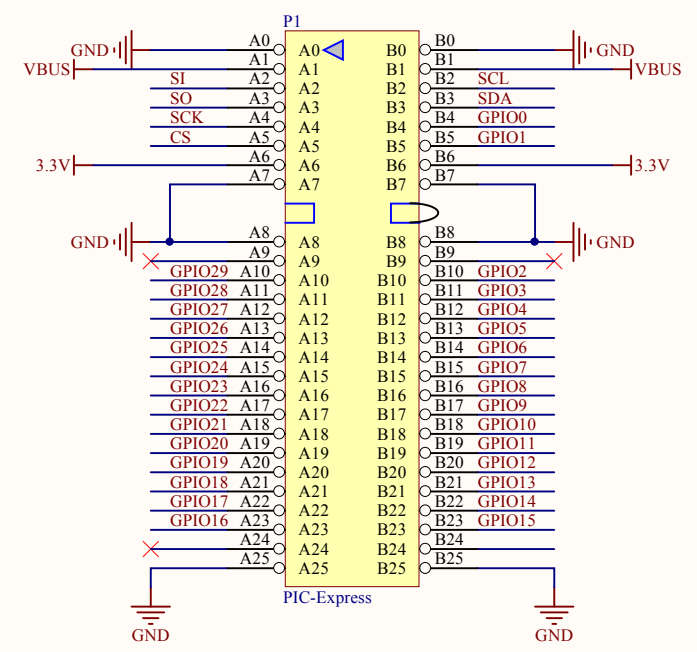 P1
GND A0 A0 B0 B0 GND
VBUS A1 A1 B1 B1 VBUS
SI A2 A2 B2 B2 SCL
SO A3 A3 B3 B3 SDA
SCK A4 A4 B4 B4 GPIO0
CS A5 A5 B5 B5 GPIO1
3.3V A6 A6 B6 B6 3.3V
A7 A7 B7 B7
GND A8 A8 B8 B8 GND
A9 A9 B9 B9
GPIO29 A10 A10 B10 B10 GPIO2
GPIO28 A11 A11 B11 B11 GPIO3
GPIO27 A12 A12 B12 B12 GPIO4
GPIO26 A13 A13 B13 B13 GPIO5
GPIO25 A14 A14 B14 B14 GPIO6
GPIO24 A15 A15 B15 B15 GPIO7
GPIO23 A16 A16 B16 B16 GPIO8
GPIO22 A17 A17 B17 B17 GPIO9
GPIO21 A18 A18 B18 B18 GPIO10
GPIO20 A19 A19 B19 B19 GPIO11
GPIO19 A20 A20 B20 B20 GPIO12
GPIO18 A21 A21 B21 B21 GPIO13
GPIO17 A22 A22 B22 B22 GPIO14
GPIO16 A23 A23 B23 B23 GPIO15
A24 A24 B24 B24
A25 A25 B25 B25
PIC-Express
GND GND